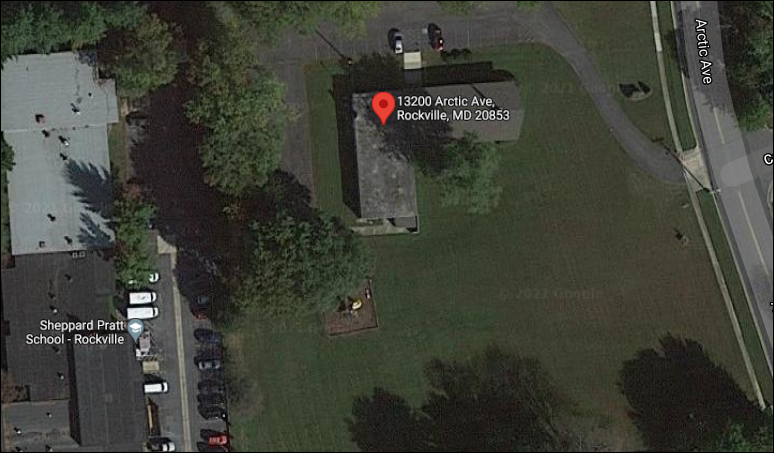 Arctic Ave
13200 Arctic Ave,
Rockville, MD 20853
C
Sheppard Pratt
School - Rockville